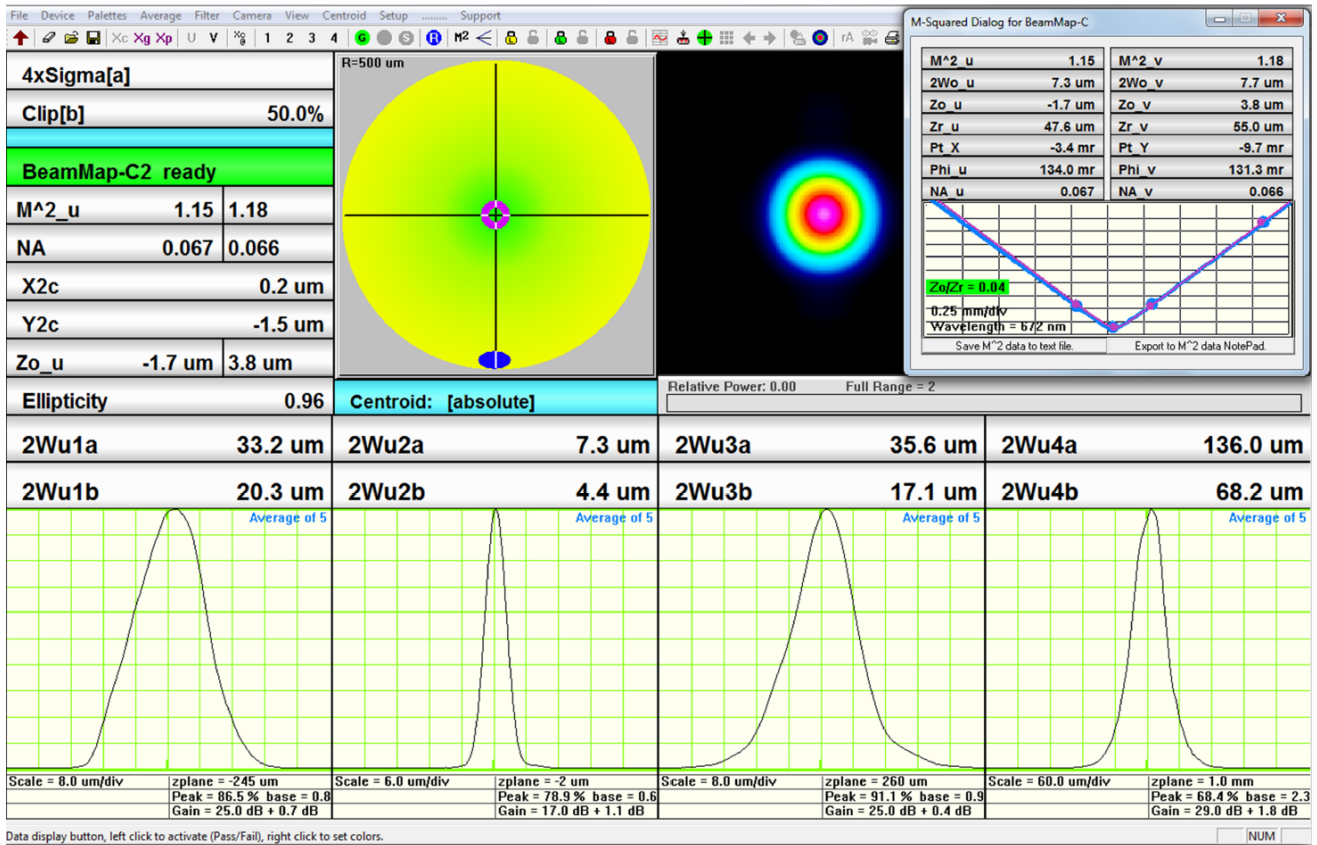 File Device Palettes Average Filter Camera View Centroid Setup ......... Support
Xc Xg Xp U V 1 2 3 4 G S R M² rA
4xSigma[a]
Clip[b] 50.0%
BeamMap-C2 ready
M^2_u 1.15 1.18
NA 0.067 0.066
X2c 0.2 um
Y2c -1.5 um
Zo_u -1.7 um 3.8 um
Ellipticity 0.96
R=500 um
Centroid: [absolute]
Relative Power: 0.00 Full Range = 2
M-Squared Dialog for BeamMap-C
M^2_u 1.15 M^2_v 1.18
2Wo_u 7.3 um 2Wo_v 7.7 um
Zo_u -1.7 um Zo_v 3.8 um
Zr_u 47.6 um Zr_v 55.0 um
Pt_X -3.4 mr Pt_Y -9.7 mr
Phi_u 134.0 mr Phi_v 131.3 mr
NA_u 0.067 NA_v 0.066
Zo/Zr = 0.04
0.25 mm/div
Wavelength = 672 nm
Save M^2 data to text file. Export to M^2 data NotePad.
2Wu1a 33.2 um 2Wu2a 7.3 um 2Wu3a 35.6 um 2Wu4a 136.0 um
2Wu1b 20.3 um 2Wu2b 4.4 um 2Wu3b 17.1 um 2Wu4b 68.2 um
Average of 5 Average of 5 Average of 5 Average of 5
Scale = 8.0 um/div zplane = -245 um Scale = 6.0 um/div zplane = -2 um Scale = 8.0 um/div zplane = 260 um Scale = 60.0 um/div zplane = 1.0 mm
Peak = 86.5 % base = 0.8 Peak = 78.9 % base = 0.6 Peak = 91.1 % base = 0.9 Peak = 68.4 % base = 2.3
Gain = 25.0 dB + 0.7 dB Gain = 17.0 dB + 1.1 dB Gain = 25.0 dB + 0.4 dB Gain = 29.0 dB + 1.8 dB
Data display button, left click to activate (Pass/Fail), right click to set colors. NUM